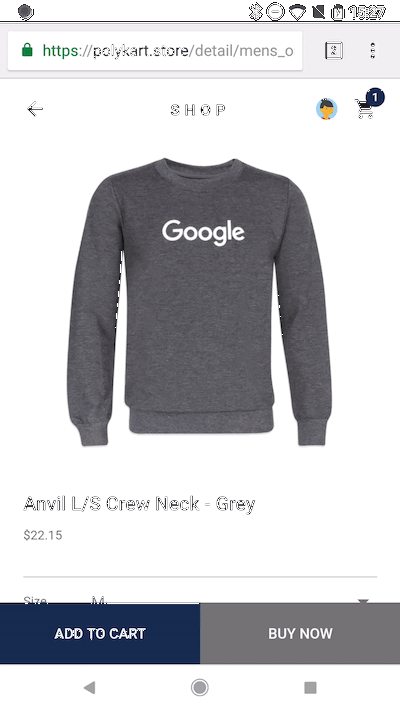 15:27
https://polykart.store/detail/mens_o
SHOP
1
Google
Anvil L/S Crew Neck - Grey
$22.15
Size M
ADD TO CART BUY NOW